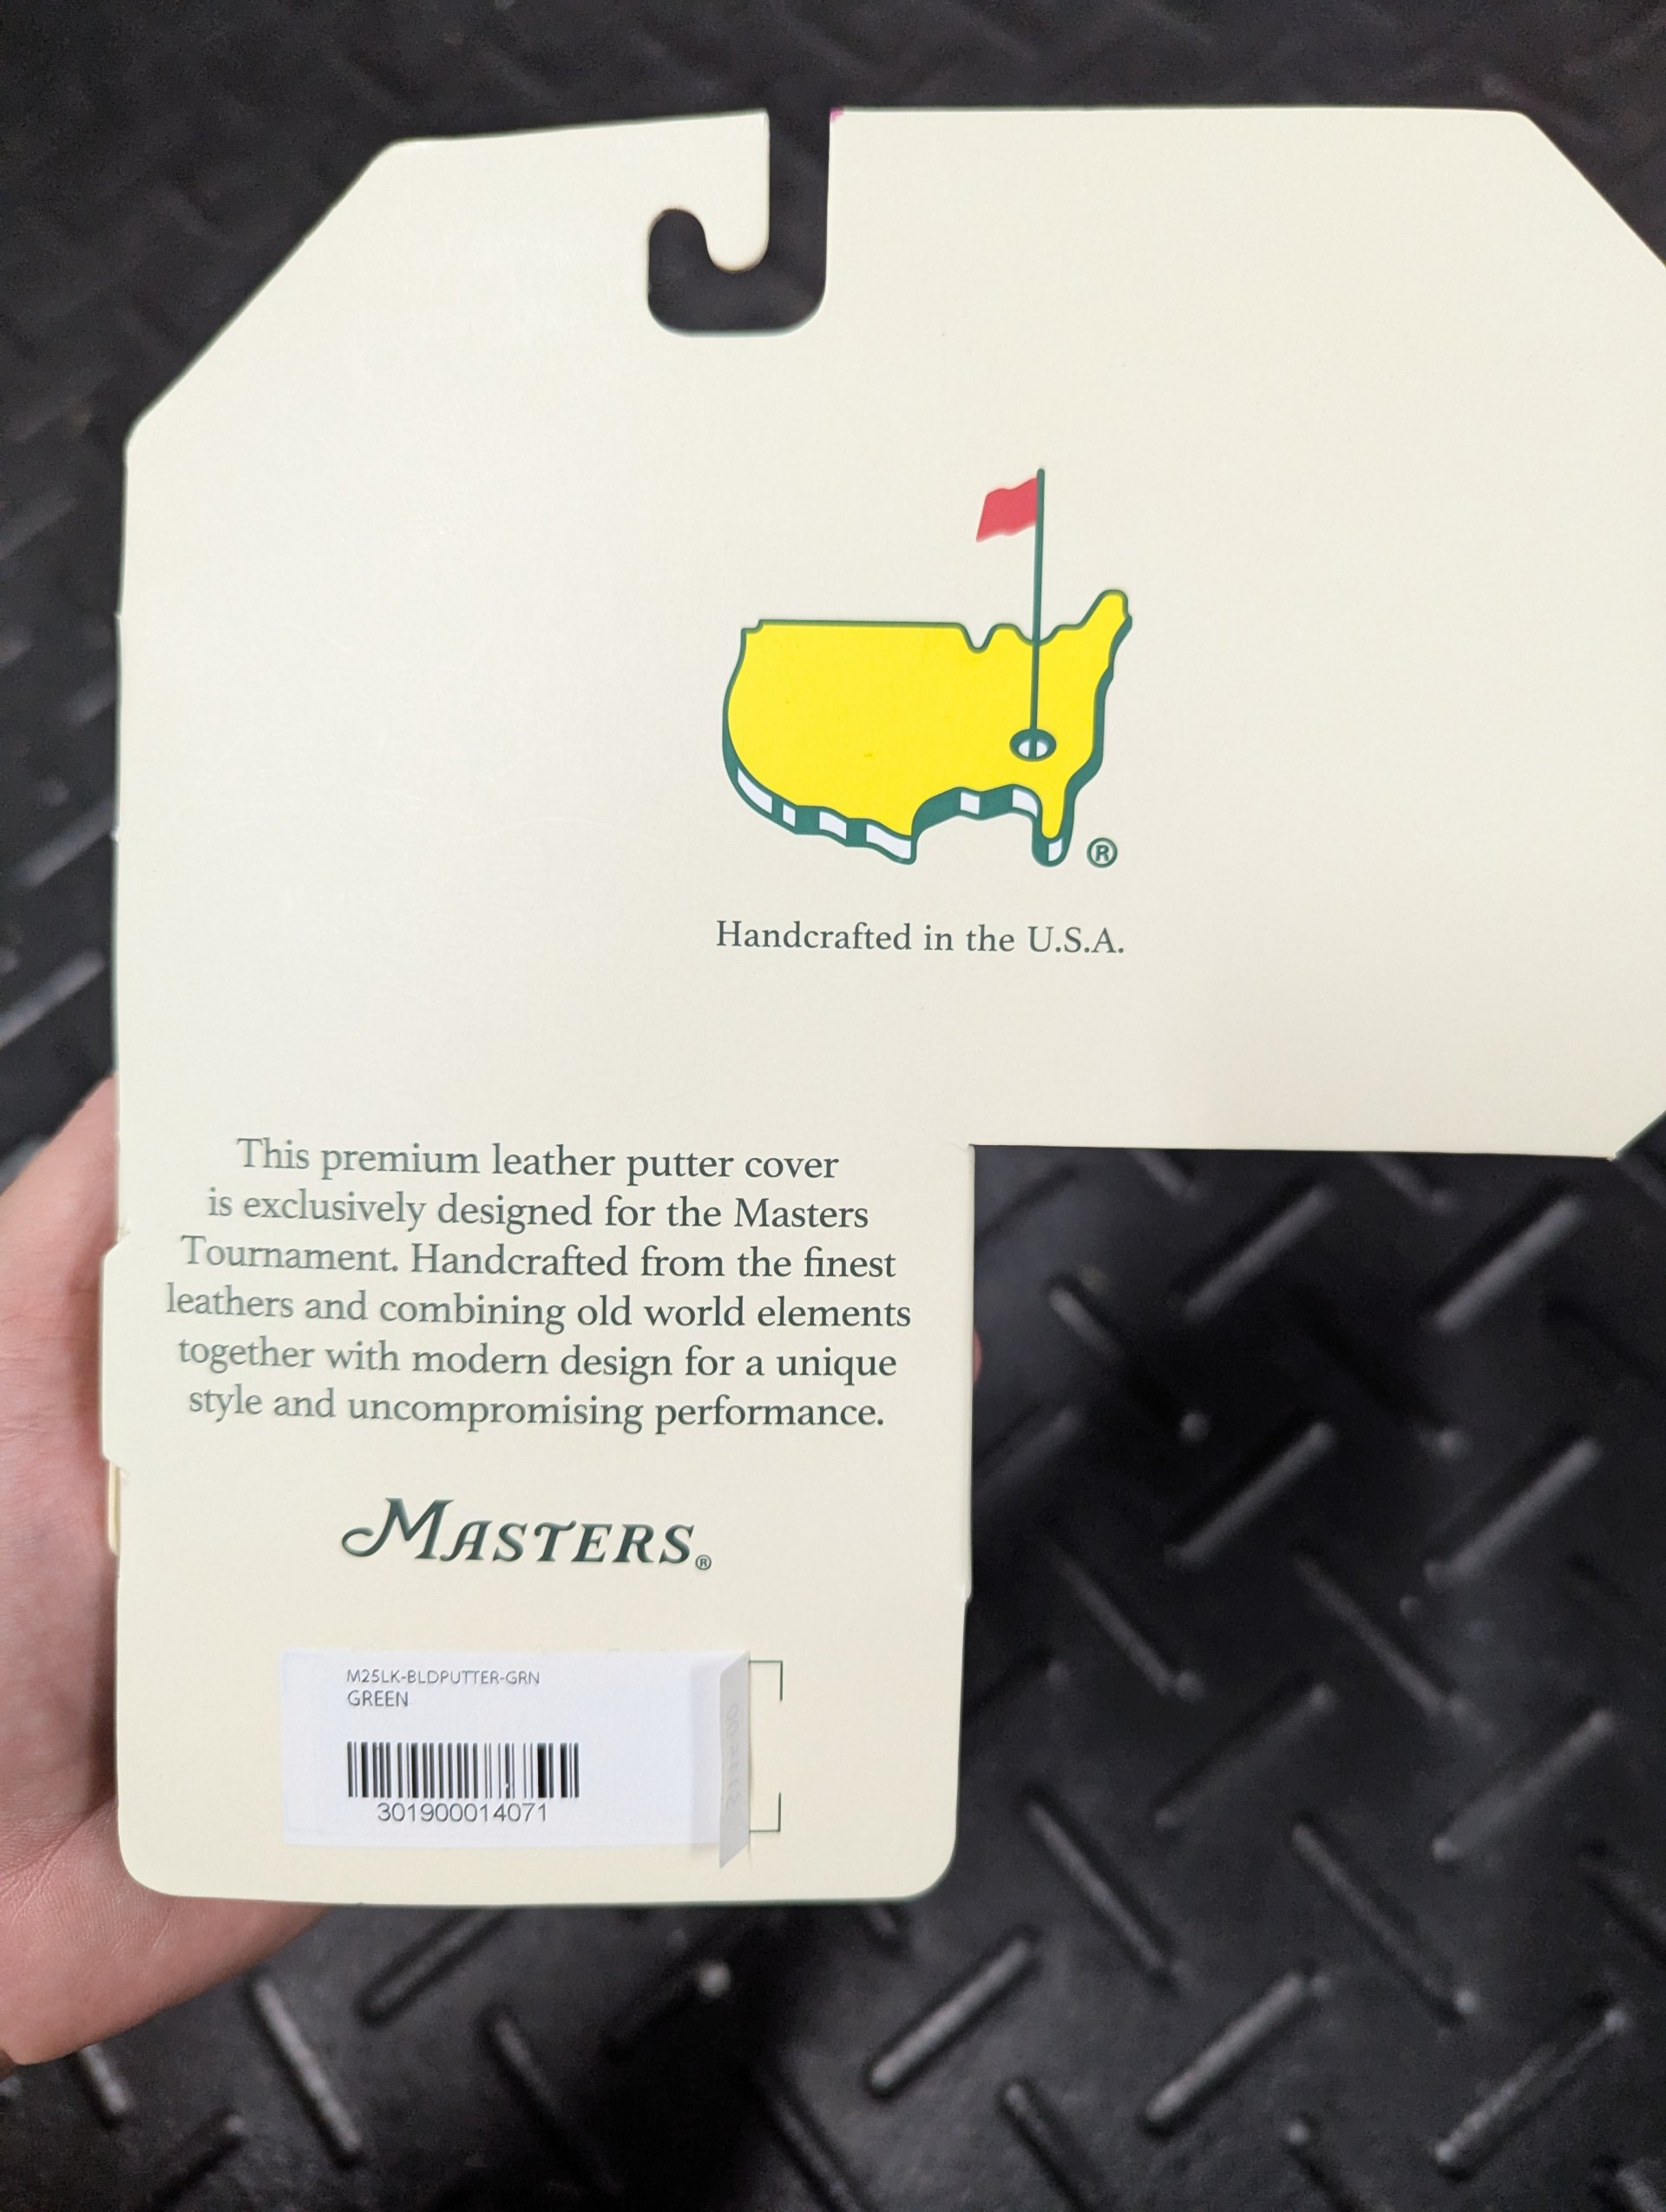 ®
Handcrafted in the U.S.A.
This premium leather putter cover
is exclusively designed for the Masters
Tournament. Handcrafted from the finest
leathers and combining old world elements
together with modern design for a unique
style and uncompromising performance.
MASTERS®
M25LK-BLDPUTTER-GRN
GREEN
301900014071